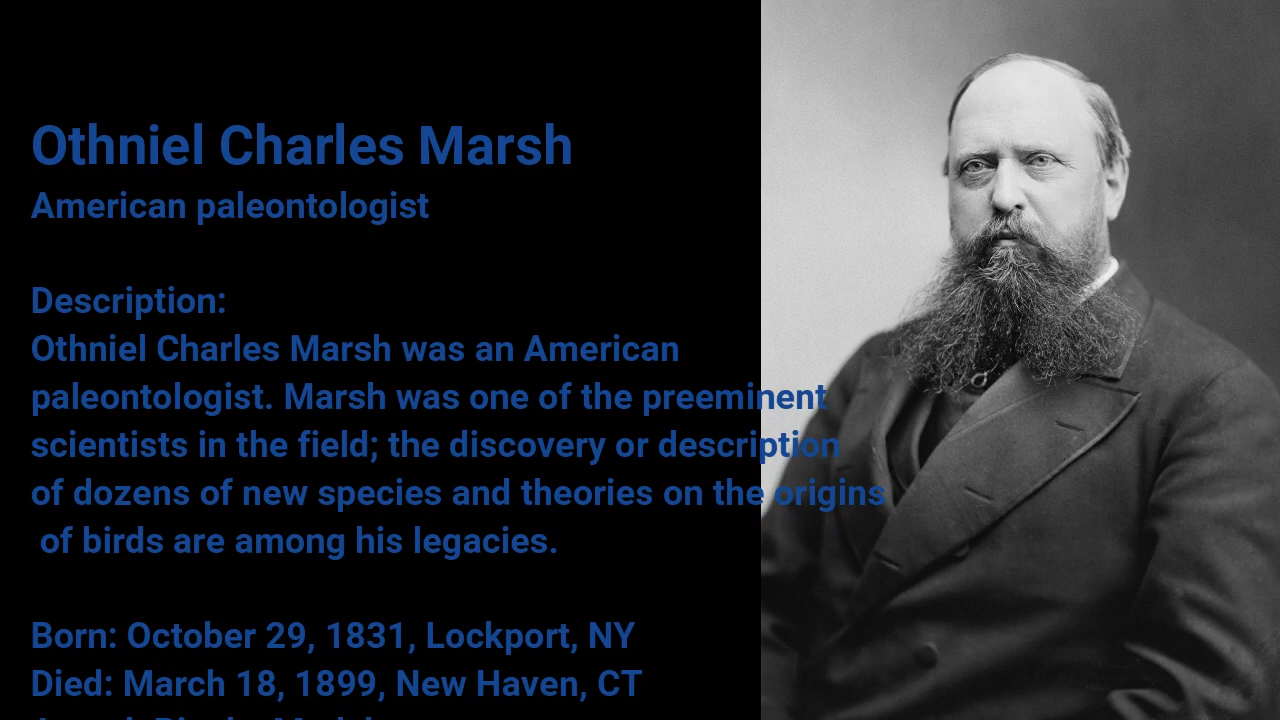 Othniel Charles Marsh
American paleontologist
Description:
Othniel Charles Marsh was an American
paleontologist. Marsh was one of the preeminent
scientists in the field; the discovery or description
of dozens of new species and theories on the origins
of birds are among his legacies.
Born: October 29, 1831, Lockport, NY
Died: March 18, 1899, New Haven, CT